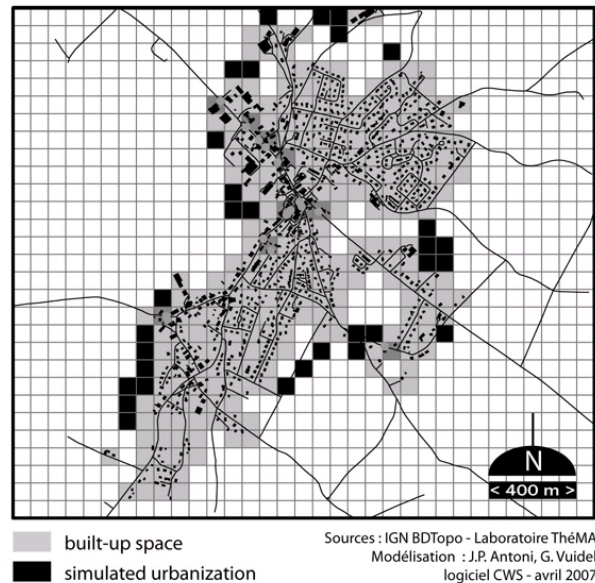 N
< 400 m >
built-up space
simulated urbanization
Sources : IGN BDTopo - Laboratoire ThéMA
Modélisation : J.P. Antoni, G. Vuidel
logiciel CWS - avril 2007